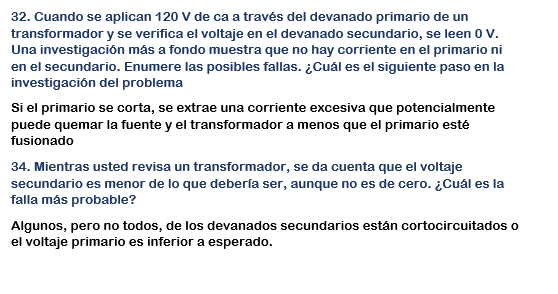 32. Cuando se aplican 120 V de ca a través del devanado primario de un
transformador y se verifica el voltaje en el devanado secundario, se leen 0 V.
Una investigación más a fondo muestra que no hay corriente en el primario ni
en el secundario. Enumere las posibles fallas. ¿Cuál es el siguiente paso en la
investigación del problema
Si el primario se corta, se extrae una corriente excesiva que potencialmente
puede quemar la fuente y el transformador a menos que el primario esté
fusionado
34. Mientras usted revisa un transformador, se da cuenta que el voltaje
secundario es menor de lo que debería ser, aunque no es de cero. ¿Cuál es la
falla más probable?
Algunos, pero no todos, de los devanados secundarios están cortocircuitados o
el voltaje primario es inferior a esperado.